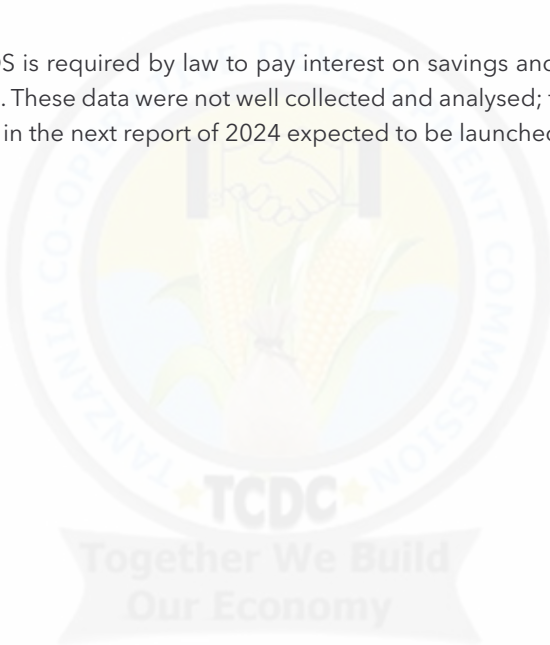 OS is required by law to pay interest on savings and
. These data were not well collected and analysed;
in the next report of 2024 expected to be launched
TANZANIA CO-OPERATIVE DEVELOPMENT COMMISSION
TCDC
Together We Build
Our Economy